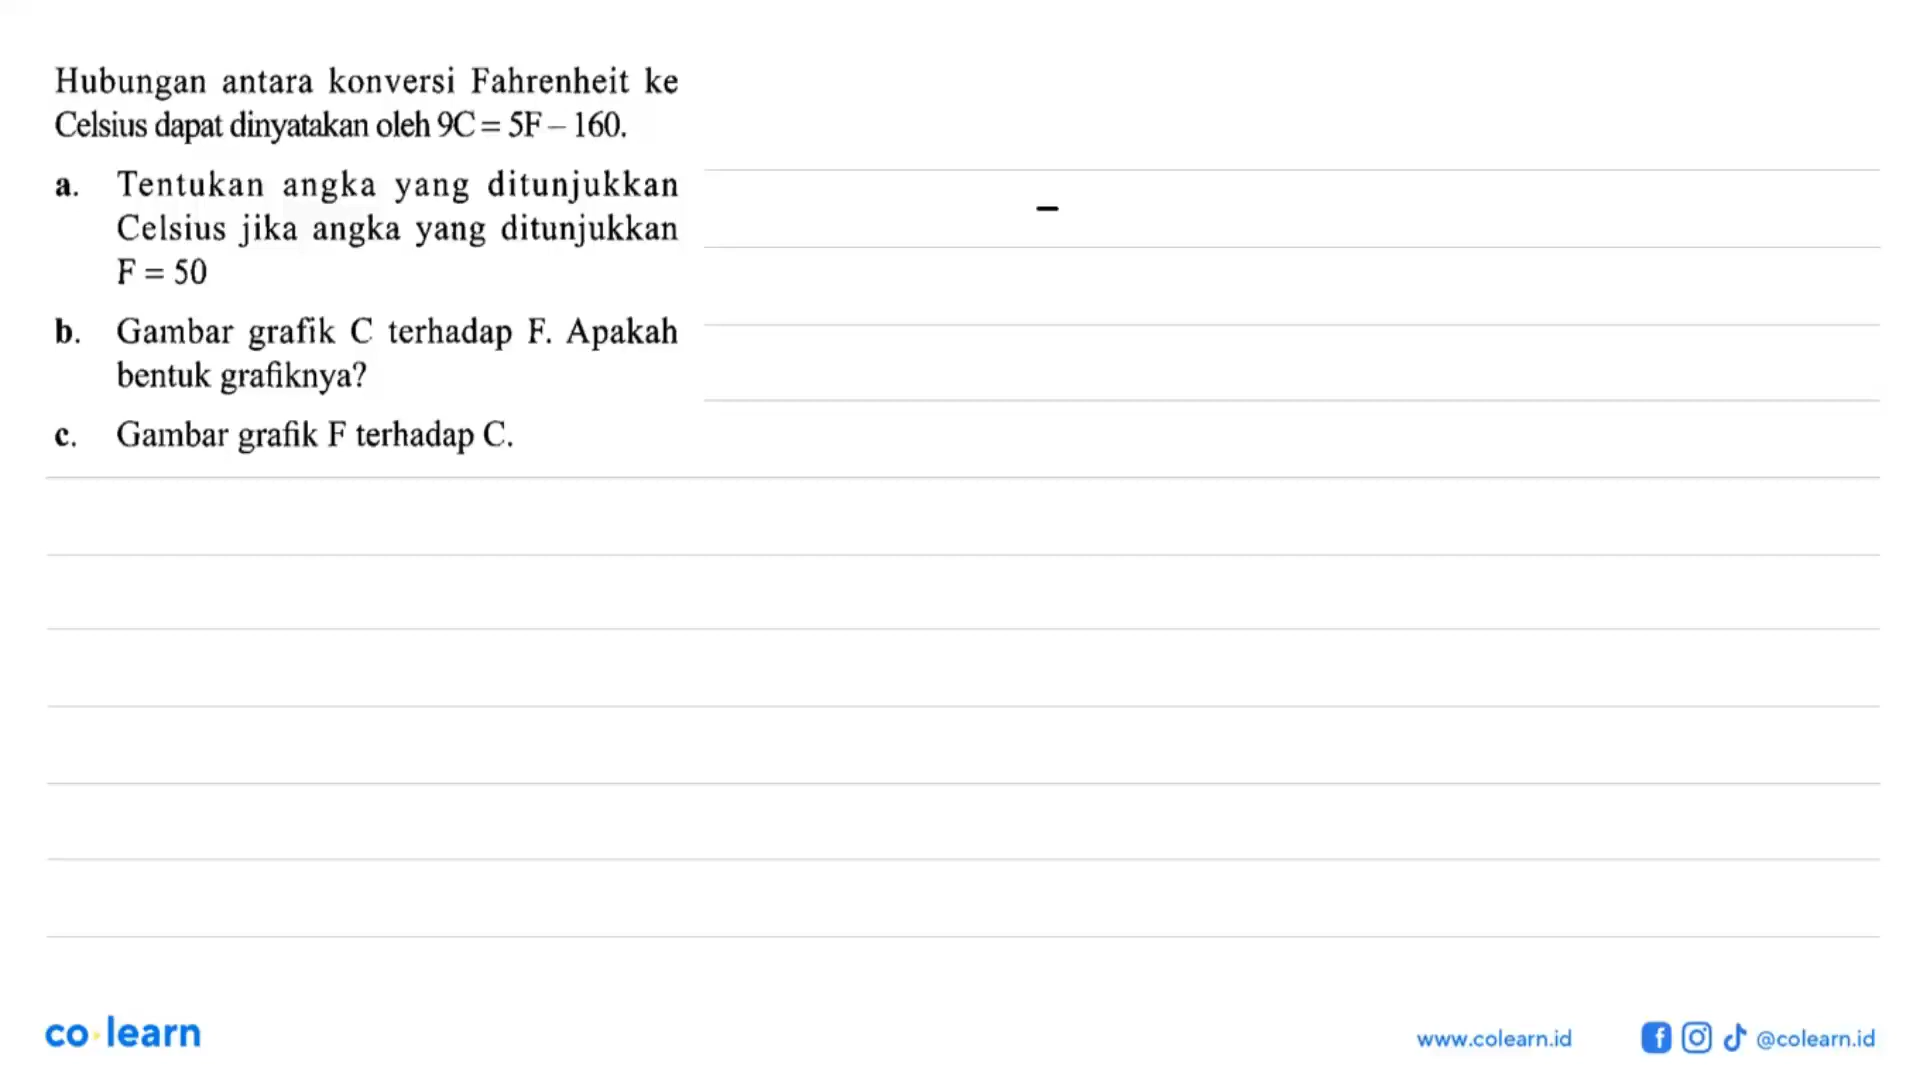 Hubungan antara konversi Fahrenheit ke
Celsius dapat dinyatakan oleh 9C = 5F – 160.
a. Tentukan angka yang ditunjukkan
Celsius jika angka yang ditunjukkan
F = 50
b. Gambar grafik C terhadap F. Apakah
bentuk grafiknya?
c. Gambar grafik F terhadap C.
co learn
www.colearn.id
@colearn.id